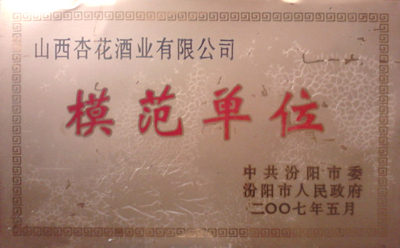 山西杏花酒业有限公司
模范单位
中共汾阳市委
汾阳市人民政府
二〇〇七年五月